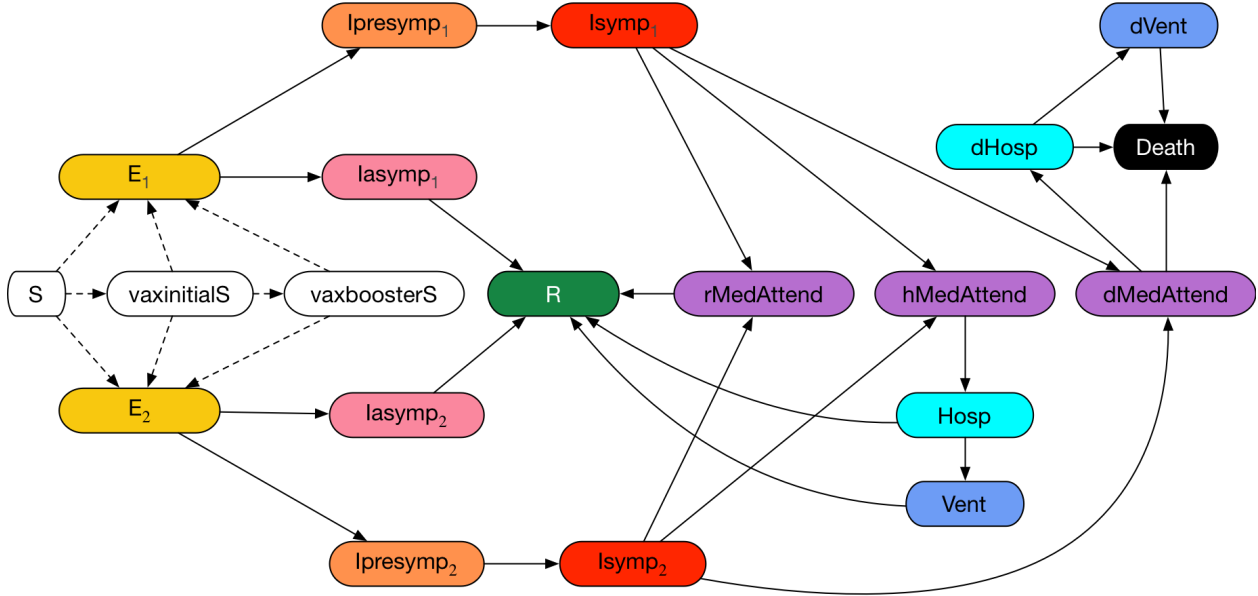 Ipresymp₁
Isymp₁
dVent
dHosp
Death
E₁
Iasymp₁
S
vaxinitialS
vaxboosterS
R
rMedAttend
hMedAttend
dMedAttend
E₂
Iasymp₂
Hosp
Vent
Ipresymp₂
Isymp₂